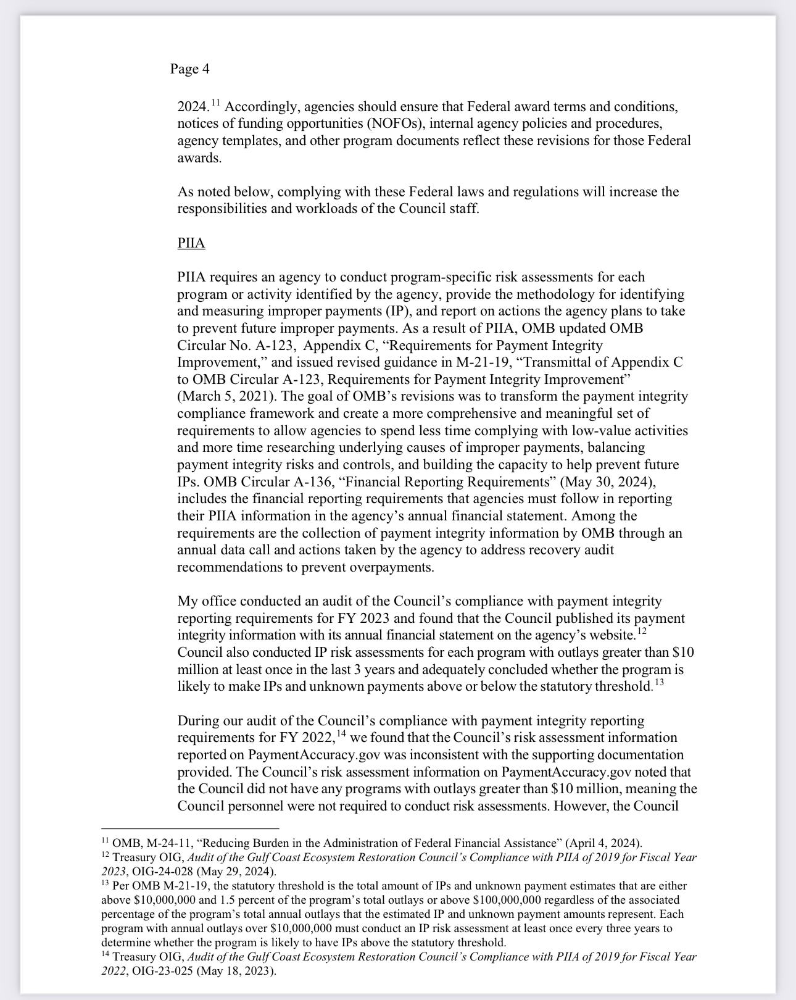 Page 4
2024.11 Accordingly, agencies should ensure that Federal award terms and conditions,
notices of funding opportunities (NOFOs), internal agency policies and procedures,
agency templates, and other program documents reflect these revisions for those Federal
awards.
As noted below, complying with these Federal laws and regulations will increase the
responsibilities and workloads of the Council staff.
PIIA
PIIA requires an agency to conduct program-specific risk assessments for each
program or activity identified by the agency, provide the methodology for identifying
and measuring improper payments (IP), and report on actions the agency plans to take
to prevent future improper payments. As a result of PIIA, OMB updated OMB
Circular No. A-123,  Appendix C, “Requirements for Payment Integrity
Improvement,” and issued revised guidance in M-21-19, “Transmittal of Appendix C
to OMB Circular A-123, Requirements for Payment Integrity Improvement”
(March 5, 2021). The goal of OMB’s revisions was to transform the payment integrity
compliance framework and create a more comprehensive and meaningful set of
requirements to allow agencies to spend less time complying with low-value activities
and more time researching underlying causes of improper payments, balancing
payment integrity risks and controls, and building the capacity to help prevent future
IPs. OMB Circular A-136, “Financial Reporting Requirements” (May 30, 2024),
includes the financial reporting requirements that agencies must follow in reporting
their PIIA information in the agency’s annual financial statement. Among the
requirements are the collection of payment integrity information by OMB through an
annual data call and actions taken by the agency to address recovery audit
recommendations to prevent overpayments.
My office conducted an audit of the Council’s compliance with payment integrity
reporting requirements for FY 2023 and found that the Council published its payment
integrity information with its annual financial statement on the agency’s website.12
Council also conducted IP risk assessments for each program with outlays greater than $10
million at least once in the last 3 years and adequately concluded whether the program is
likely to make IPs and unknown payments above or below the statutory threshold.13
During our audit of the Council’s compliance with payment integrity reporting
requirements for FY 2022,14 we found that the Council’s risk assessment information
reported on PaymentAccuracy.gov was inconsistent with the supporting documentation
provided. The Council’s risk assessment information on PaymentAccuracy.gov noted that
the Council did not have any programs with outlays greater than $10 million, meaning the
Council personnel were not required to conduct risk assessments. However, the Council
11 OMB, M-24-11, “Reducing Burden in the Administration of Federal Financial Assistance” (April 4, 2024).
12 Treasury OIG, Audit of the Gulf Coast Ecosystem Restoration Council’s Compliance with PIIA of 2019 for Fiscal Year
2023, OIG-24-028 (May 29, 2024).
13 Per OMB M-21-19, the statutory threshold is the total amount of IPs and unknown payment estimates that are either
above $10,000,000 and 1.5 percent of the program’s total outlays or above $100,000,000 regardless of the associated
percentage of the program’s total annual outlays that the estimated IP and unknown payment amounts represent. Each
program with annual outlays over $10,000,000 must conduct an IP risk assessment at least once every three years to
determine whether the program is likely to have IPs above the statutory threshold.
14 Treasury OIG, Audit of the Gulf Coast Ecosystem Restoration Council’s Compliance with PIIA of 2019 for Fiscal Year
2022, OIG-23-025 (May 18, 2023).